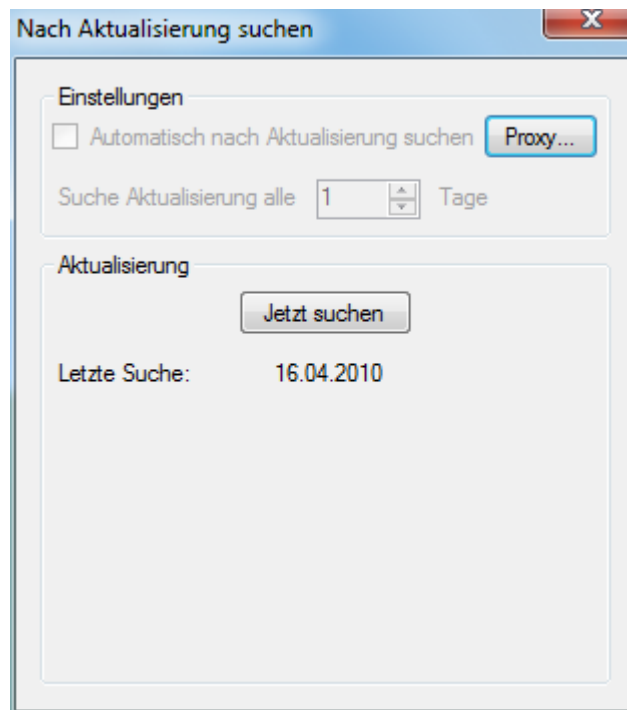 Nach Aktualisierung suchen
Einstellungen
Automatisch nach Aktualisierung suchen Proxy...
Suche Aktualisierung alle 1 Tage
Aktualisierung
Jetzt suchen
Letzte Suche: 16.04.2010